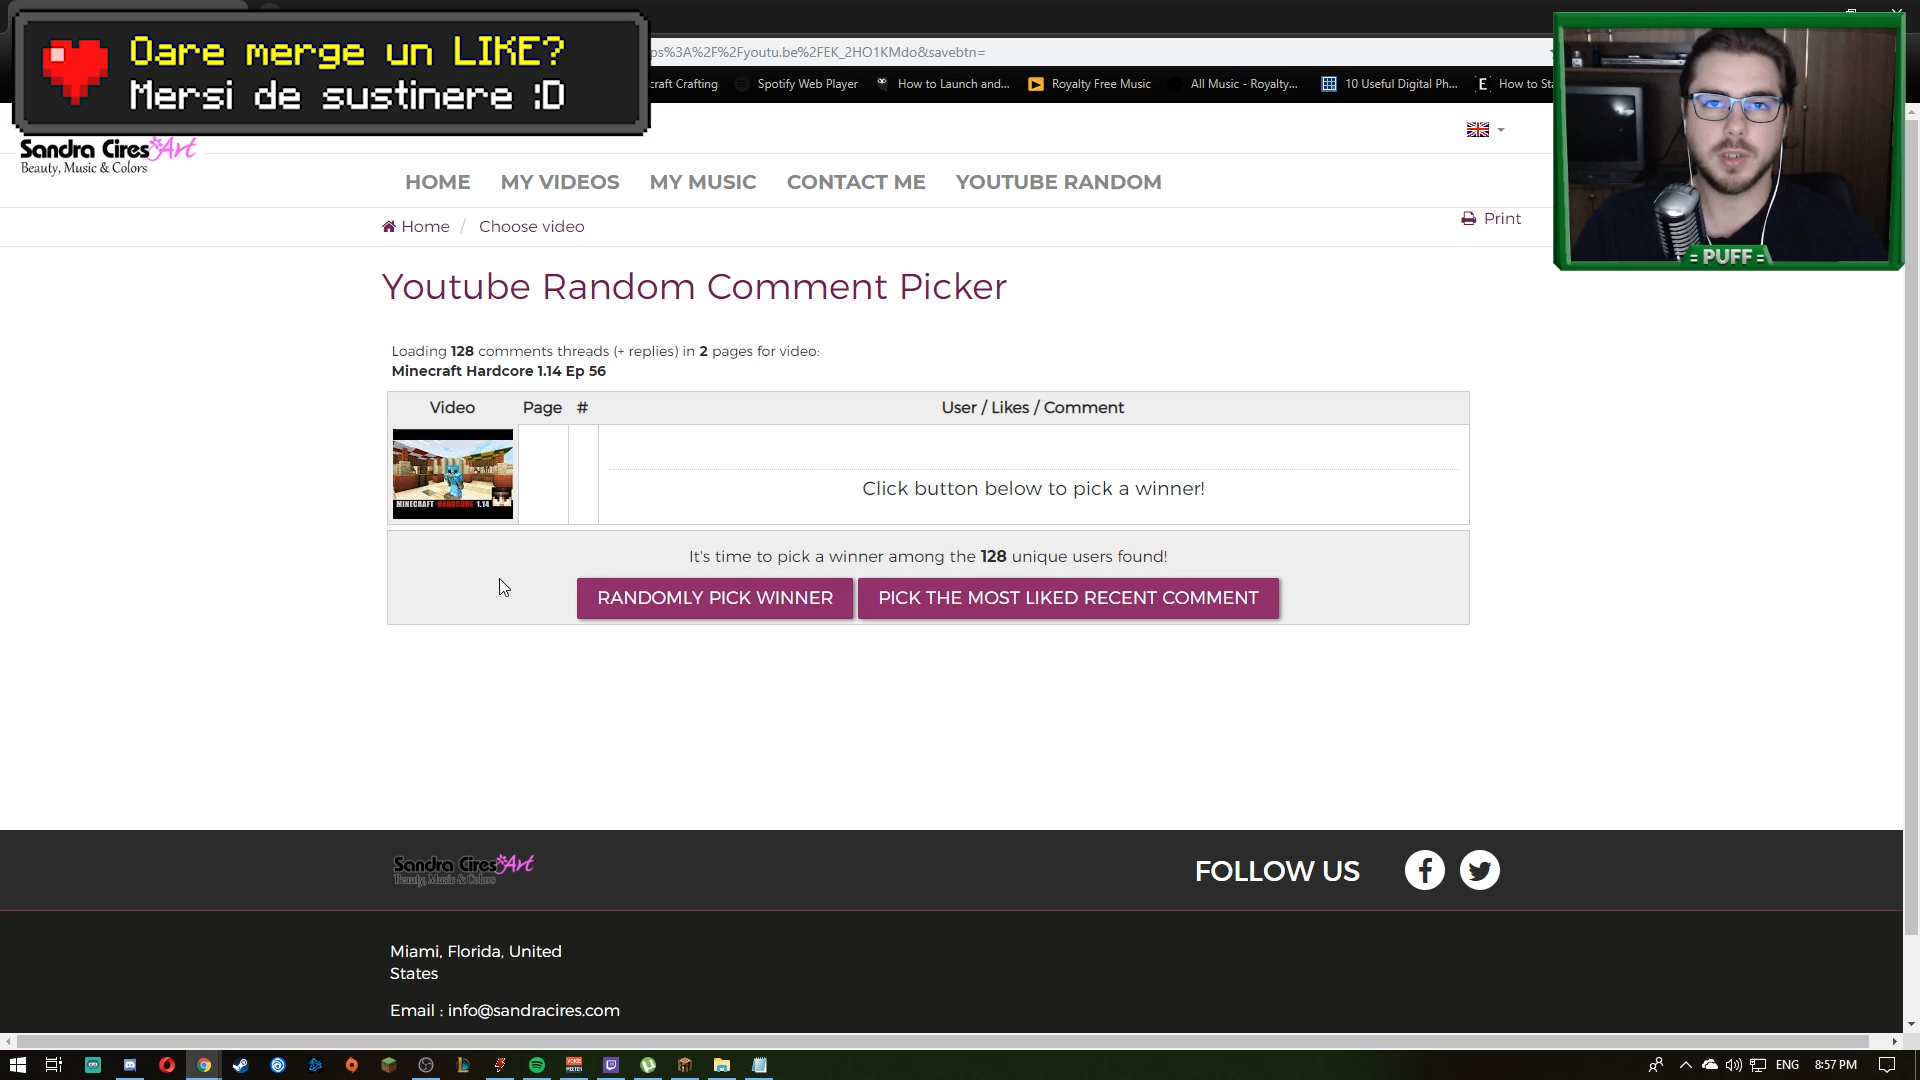 Oare merge un LIKE?
Mersi de sustinere :D
ps%3A%2F%2Fyoutu.be%2FEK_2HO1KMdo&savebtn=
craft Crafting
Spotify Web Player
How to Launch and...
Royalty Free Music
All Music - Royalty...
10 Useful Digital Ph...
How to Sta
Sandra Cires Art
Beauty, Music & Colors
HOME
MY VIDEOS
MY MUSIC
CONTACT ME
YOUTUBE RANDOM
= PUFF =
Home / Choose video
Print
Youtube Random Comment Picker
Loading 128 comments threads (+ replies) in 2 pages for video:
Minecraft Hardcore 1.14 Ep 56
Video
Page
#
User / Likes / Comment
MINECRAFT HARDCORE 1.14
Click button below to pick a winner!
It's time to pick a winner among the 128 unique users found!
RANDOMLY PICK WINNER
PICK THE MOST LIKED RECENT COMMENT
Sandra Cires Art
Beauty, Music & Colors
FOLLOW US
Miami, Florida, United
States
Email : info@sandracires.com
ENG
8:57 PM